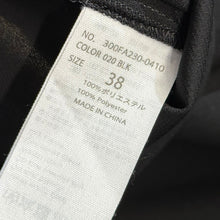 NO. 300FA230-0410
COLOR 020 BLK
SIZE
38
100%ポリエステル
100% Polyester
MADE IN CHINA